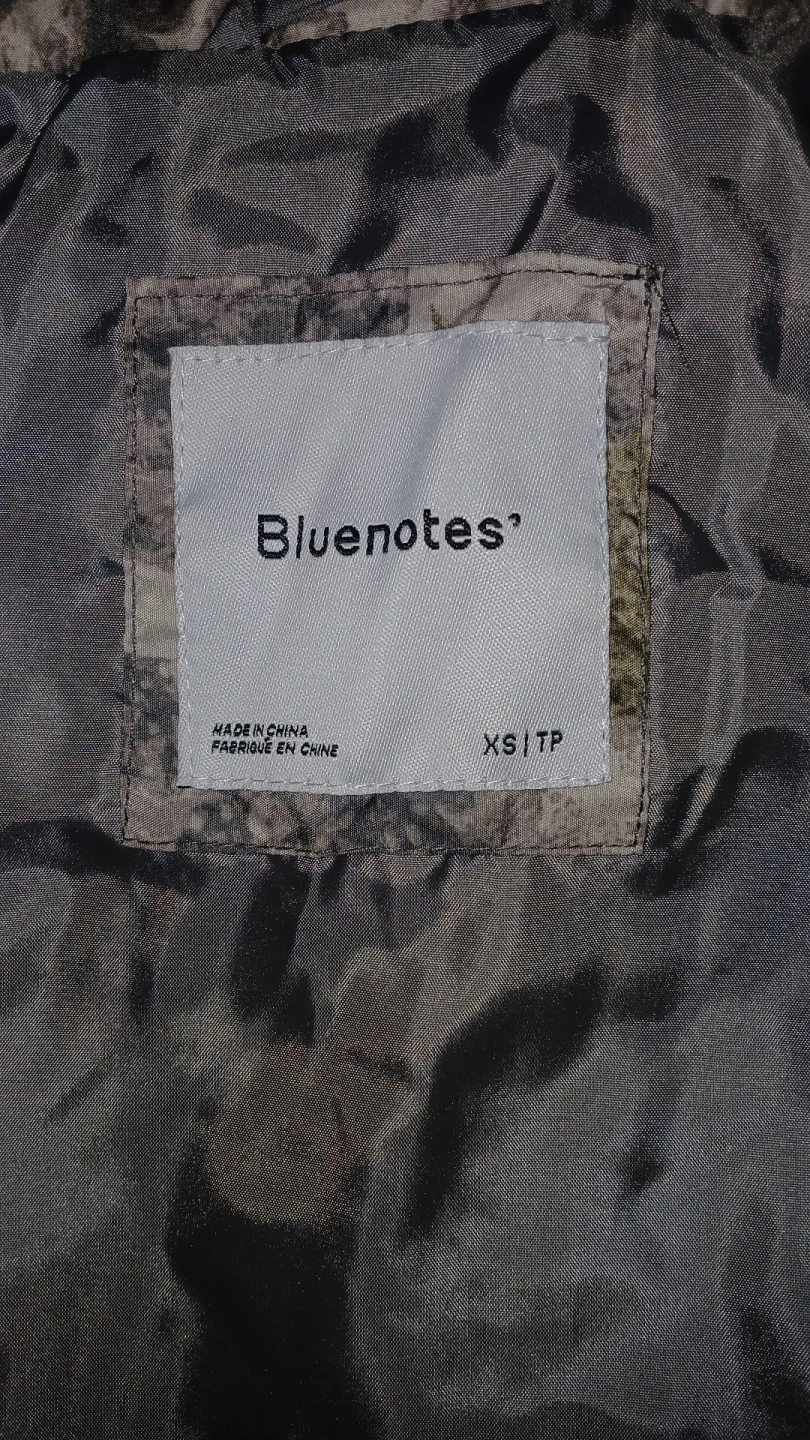 Bluenotes’
MADE IN CHINA
FABRIQUÉ EN CHINE
XS | TP